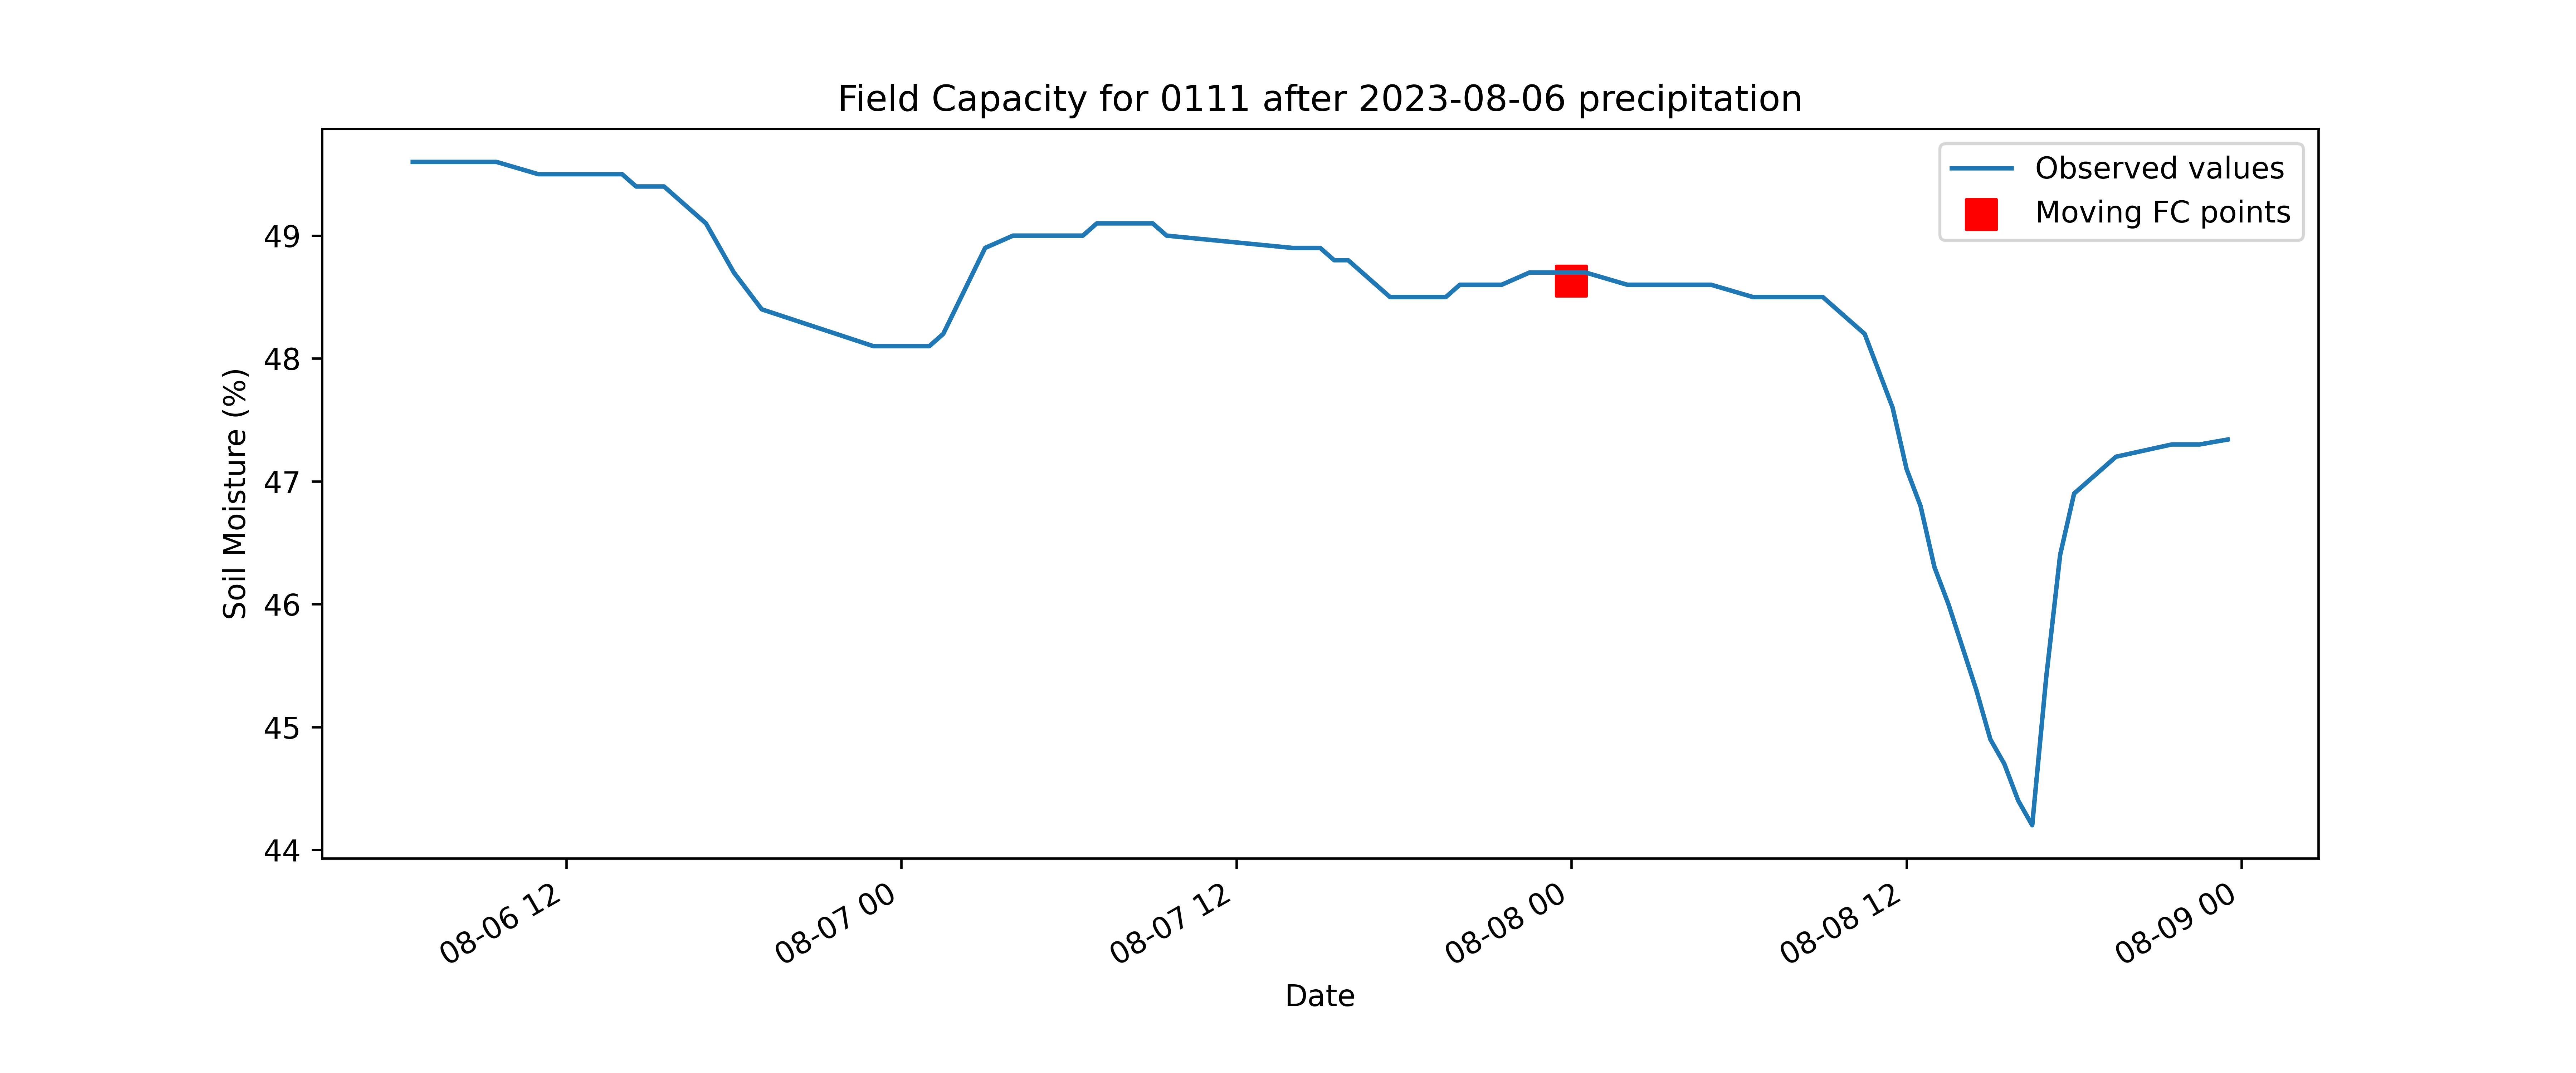 Field Capacity for 0111 after 2023-08-06 precipitation
Observed values
Moving FC points
Soil Moisture (%)
49
48
47
46
45
44
08-06 12
08-07 00
08-07 12
08-08 00
08-08 12
08-09 00
Date